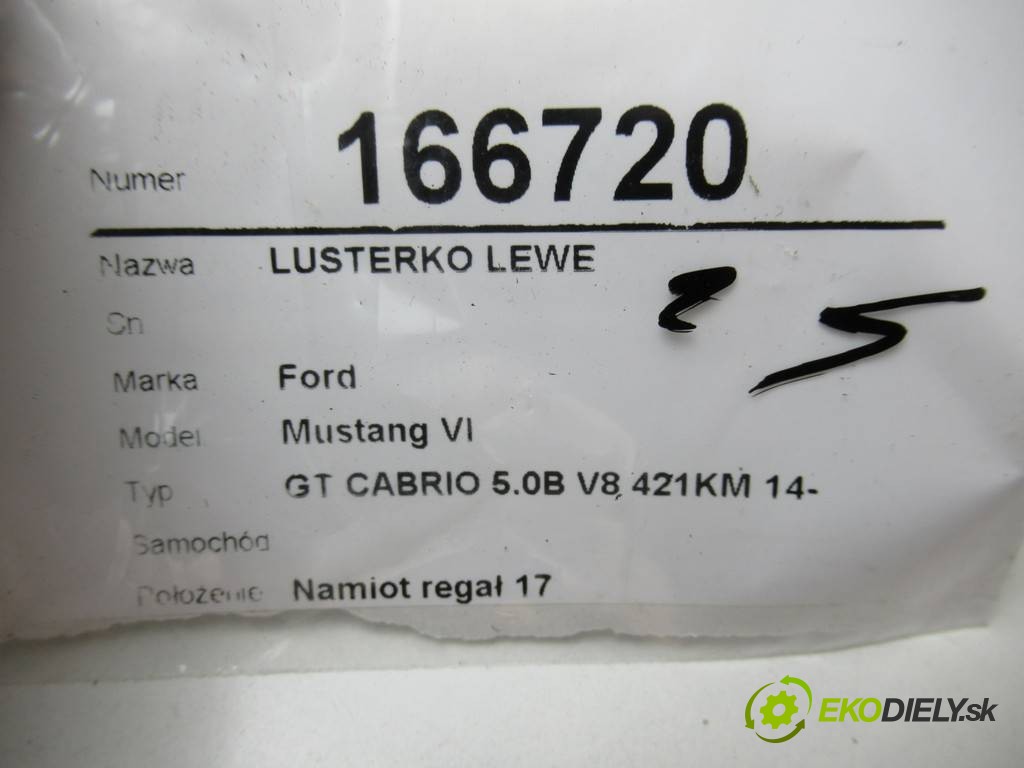 Numer 166720
Nazwa LUSTERKO LEWE
Sn
Marka Ford
Model Mustang VI
Typ GT CABRIO 5.0B V8 421KM 14-
Samochód
Położenie Namiot regał 17
EKODIELY.sk